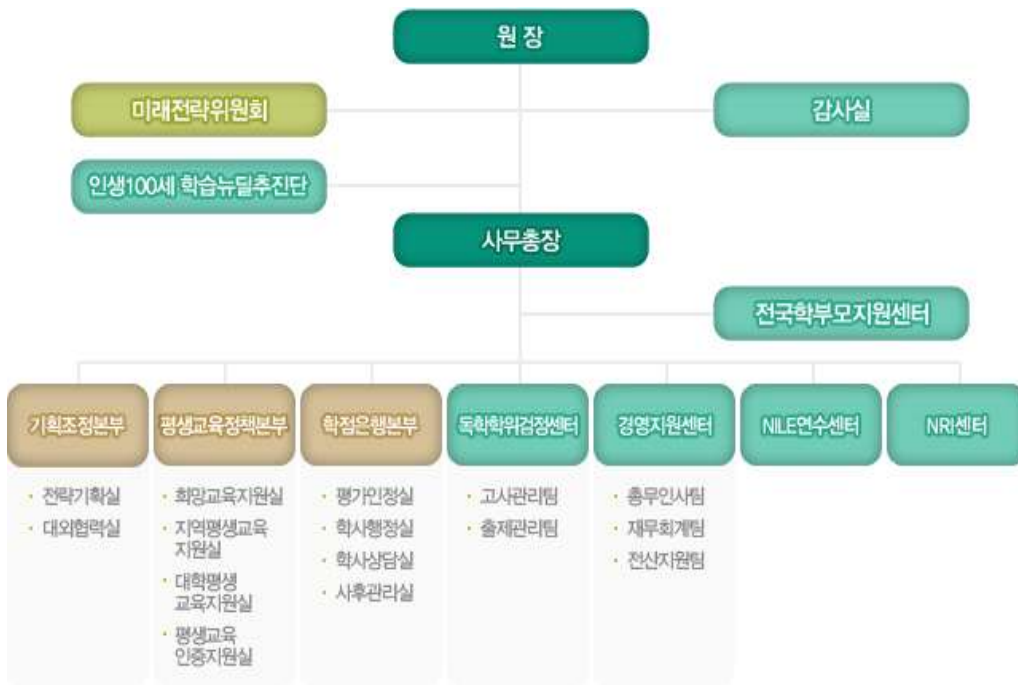 원 장
미래전략위원회
감사실
인생100세 학습뉴딜추진단
사무총장
전국학부모지원센터
기획조정본부
평생교육정책본부
학점은행본부
독학학위검정센터
경영지원센터
NILE연수센터
NRI센터
· 전략기획실
· 대외협력실
· 희망교육지원실
· 지역평생교육
지원실
· 대학평생
교육지원실
· 평생교육
인증지원실
· 평가인정실
· 학사행정실
· 학사상담실
· 사후관리실
· 고사관리팀
· 출제관리팀
· 총무인사팀
· 재무회계팀
· 전산지원팀